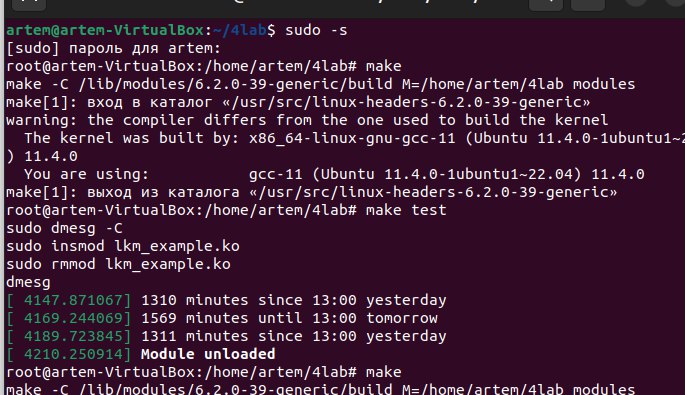 artem@artem-VirtualBox:~/4lab$ sudo -s
[sudo] пароль для artem:
root@artem-VirtualBox:/home/artem/4lab# make
make -C /lib/modules/6.2.0-39-generic/build M=/home/artem/4lab modules
make[1]: вход в каталог «/usr/src/linux-headers-6.2.0-39-generic»
warning: the compiler differs from the one used to build the kernel
  The kernel was built by: x86_64-linux-gnu-gcc-11 (Ubuntu 11.4.0-1ubuntu1~2
) 11.4.0
  You are using:           gcc-11 (Ubuntu 11.4.0-1ubuntu1~22.04) 11.4.0
make[1]: выход из каталога «/usr/src/linux-headers-6.2.0-39-generic»
root@artem-VirtualBox:/home/artem/4lab# make test
sudo dmesg -C
sudo insmod lkm_example.ko
sudo rmmod lkm_example.ko
dmesg
[ 4147.871067] 1310 minutes since 13:00 yesterday
[ 4169.244069] 1569 minutes until 13:00 tomorrow
[ 4189.723845] 1311 minutes since 13:00 yesterday
[ 4210.250914] Module unloaded
root@artem-VirtualBox:/home/artem/4lab# make
make -C /lib/modules/6.2.0-39-generic/build M=/home/artem/4lab modules